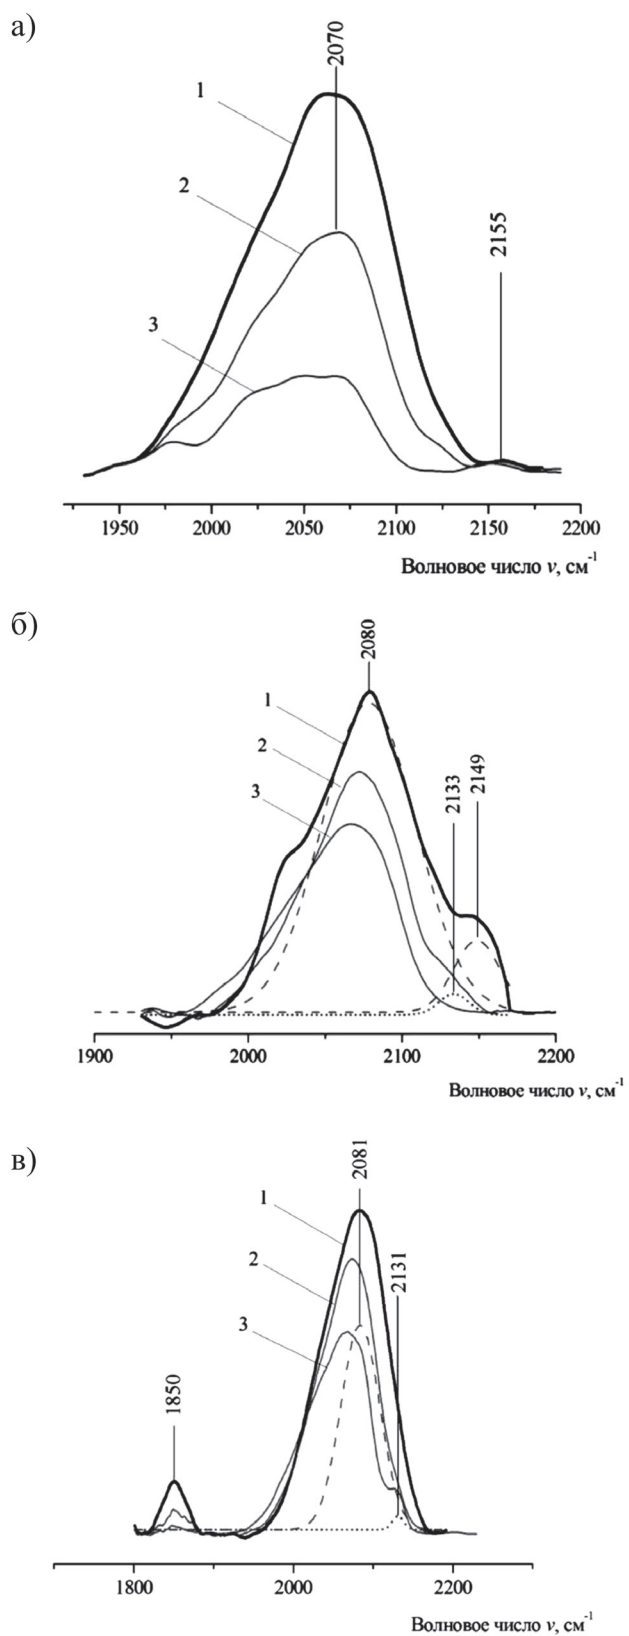 а)
2070
1
2
2155
3
1950 2000 2050 2100 2150 2200
Волновое число ν, см⁻¹
б)
2080
1
2
2133
2149
3
1900 2000 2100 2200
Волновое число ν, см⁻¹
в)
2081
1
2
2131
3
1850
1800 2000 2200
Волновое число ν, см⁻¹